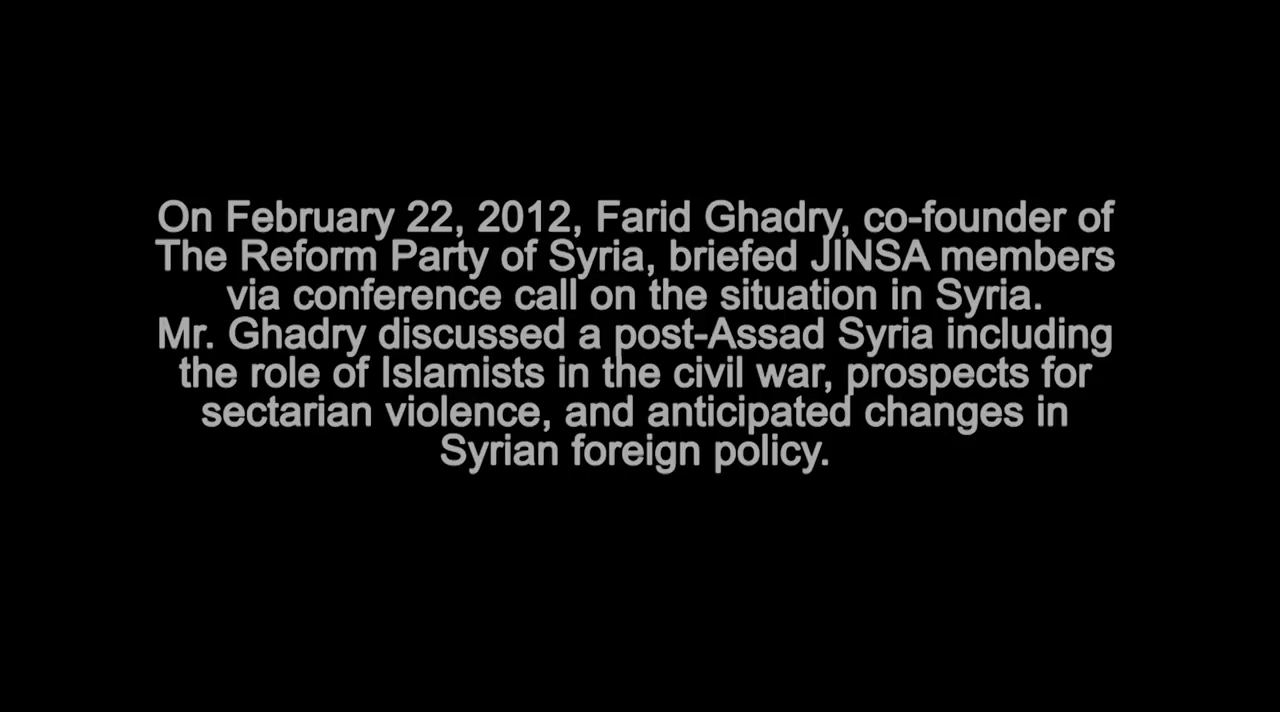 On February 22, 2012, Farid Ghadry, co-founder of
The Reform Party of Syria, briefed JINSA members
via conference call on the situation in Syria.
Mr. Ghadry discussed a post-Assad Syria including
the role of Islamists in the civil war, prospects for
sectarian violence, and anticipated changes in
Syrian foreign policy.